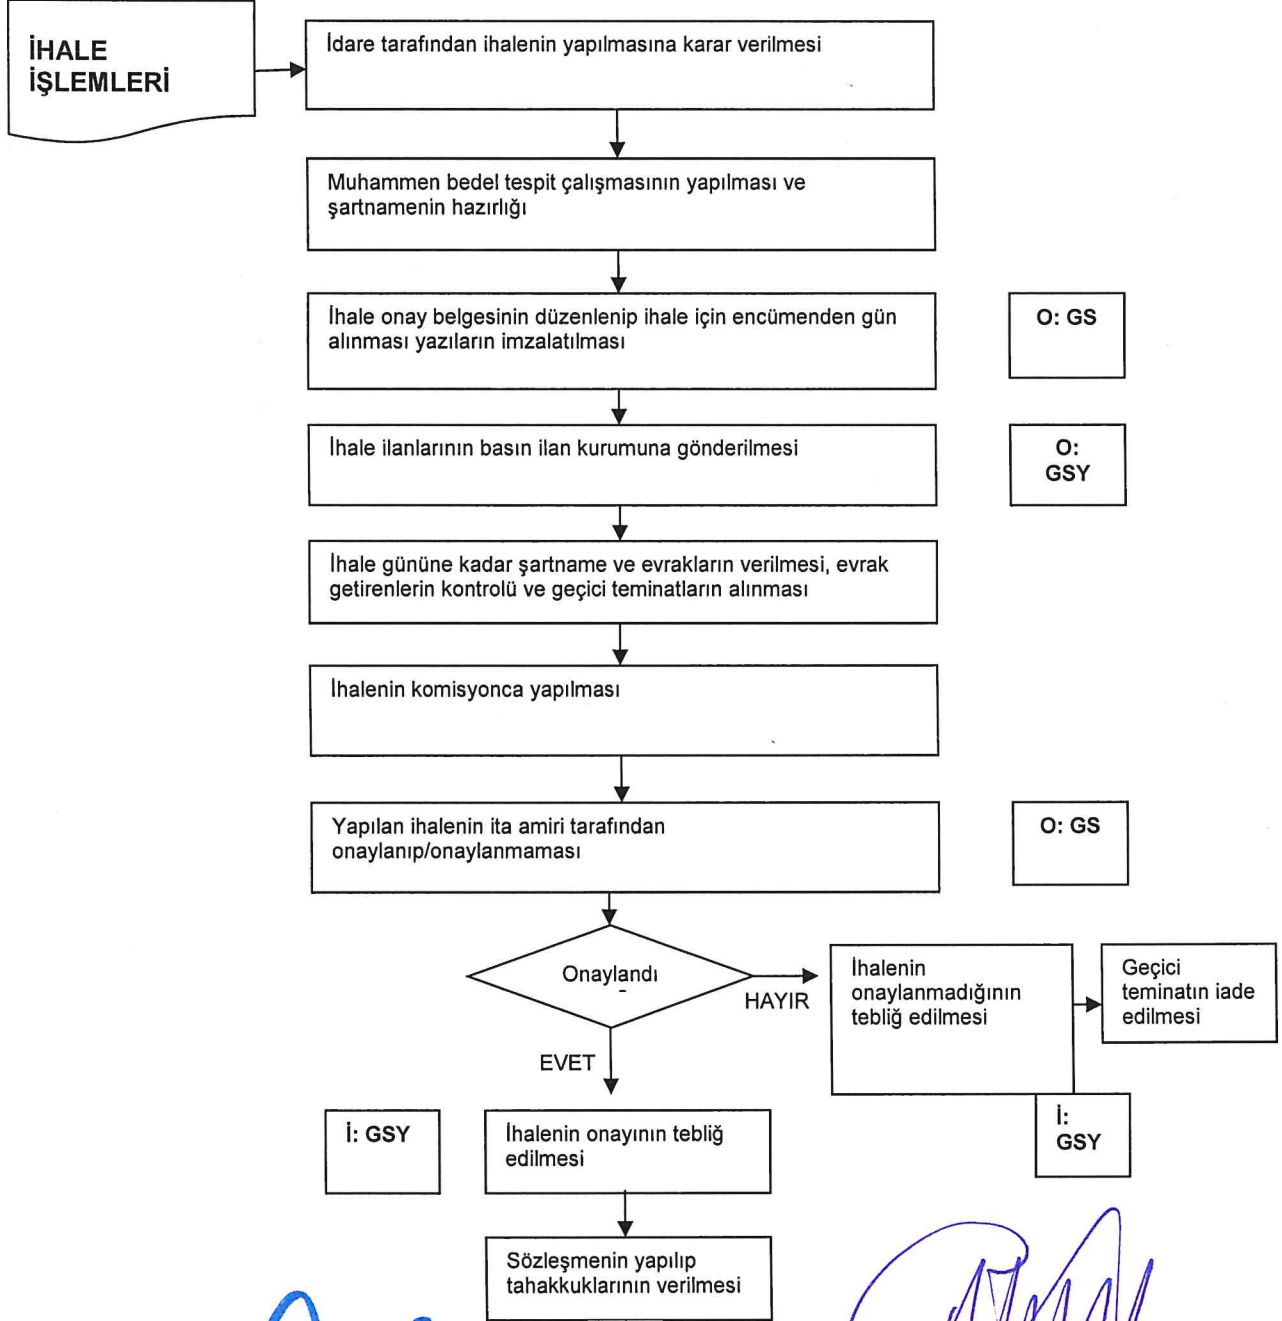 İHALE
İŞLEMLERİ
İdare tarafından ihalenin yapılmasına karar verilmesi
Muhammen bedel tespit çalışmasının yapılması ve
şartnamenin hazırlığı
İhale onay belgesinin düzenlenip ihale için encümenden gün
alınması yazıların imzalatılması
O: GS
İhale ilanlarının basın ilan kurumuna gönderilmesi
O:
GSY
İhale gününe kadar şartname ve evrakların verilmesi, evrak
getirenlerin kontrolü ve geçici teminatların alınması
İhalenin komisyonca yapılması
Yapılan ihalenin ita amiri tarafından
onaylanıp/onaylanmaması
O: GS
Onaylandı
HAYIR
İhalenin
onaylanmadığının
tebliğ edilmesi
Geçici
teminatın iade
edilmesi
EVET
İ: GSY
İhalenin onayının tebliğ
edilmesi
İ:
GSY
Sözleşmenin yapılıp
tahakkuklarının verilmesi